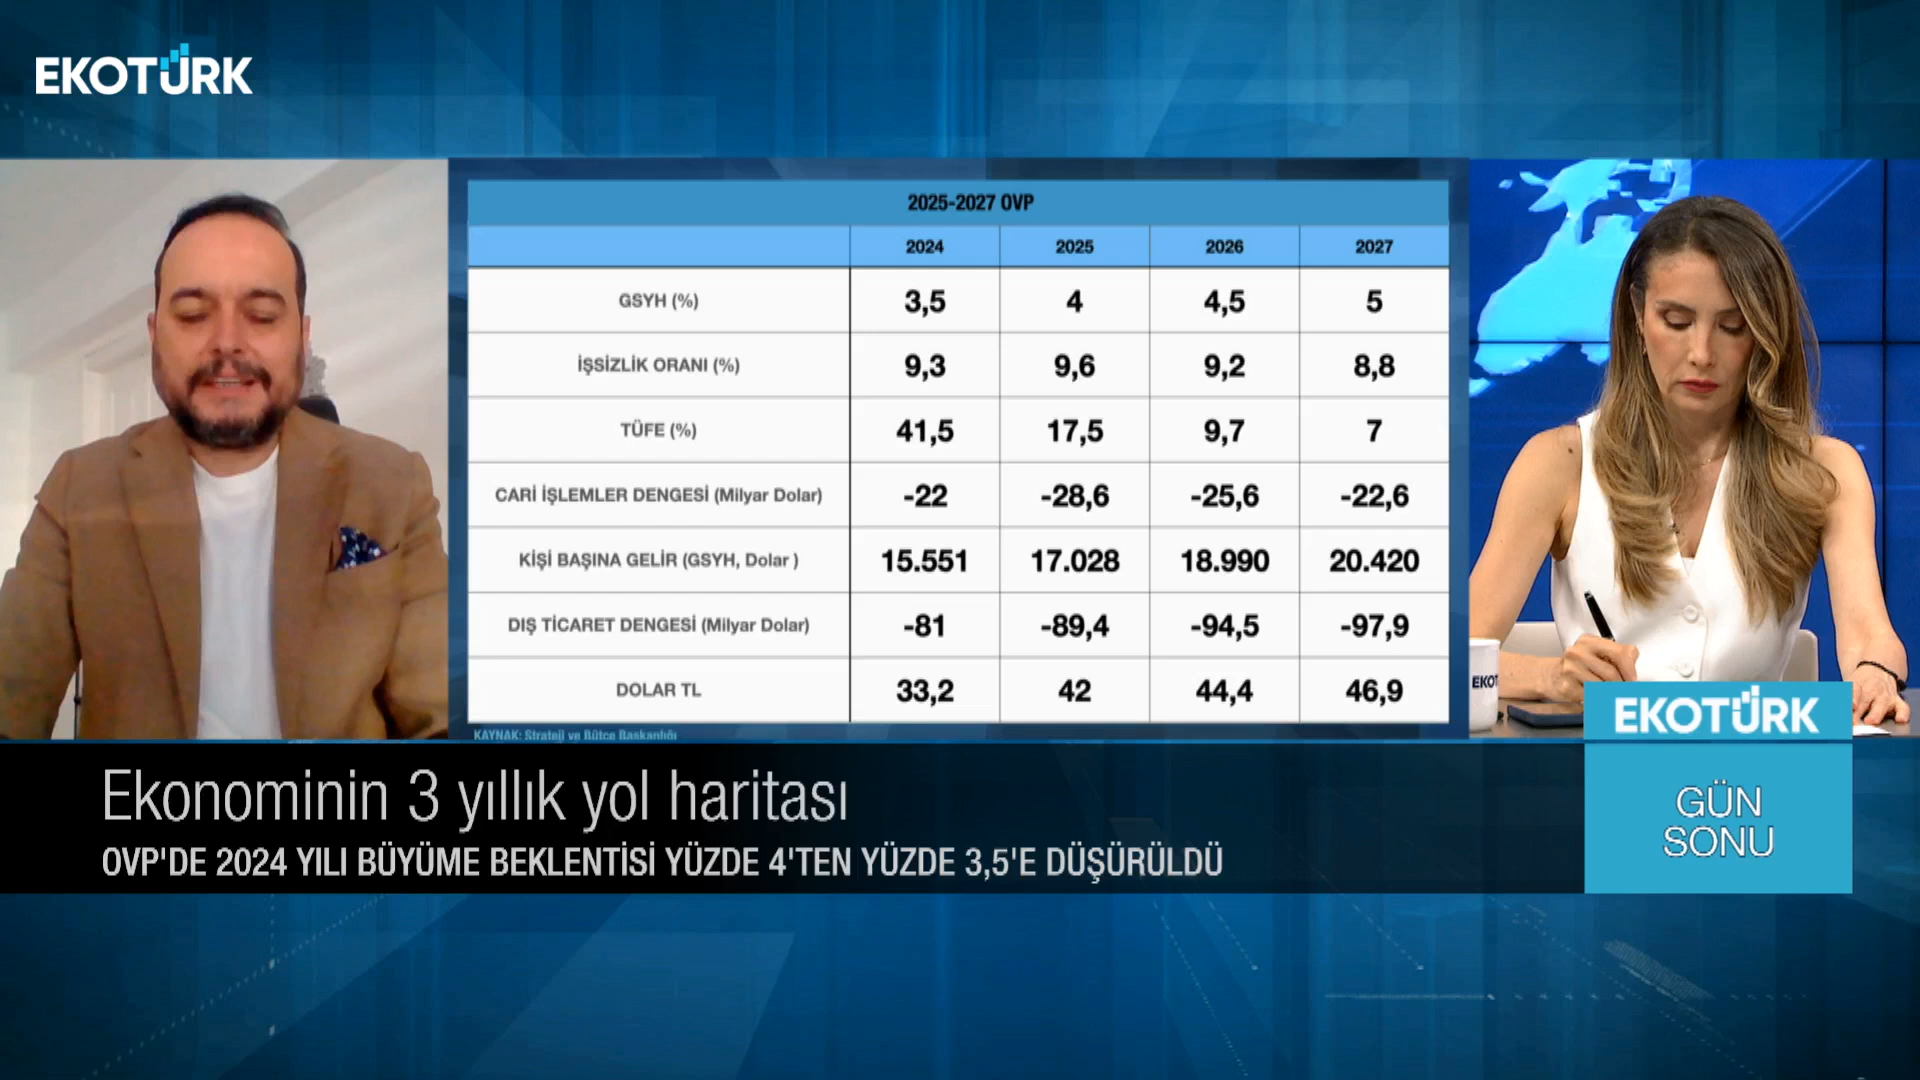 EKOTÜRK
2025-2027 OVP
2024 2025 2026 2027
GSYH (%) 3,5 4 4,5 5
İŞSİZLİK ORANI (%) 9,3 9,6 9,2 8,8
TÜFE (%) 41,5 17,5 9,7 7
CARİ İŞLEMLER DENGESİ (Milyar Dolar) -22 -28,6 -25,6 -22,6
KİŞİ BAŞINA GELİR (GSYH, Dolar ) 15.551 17.028 18.990 20.420
DIŞ TİCARET DENGESİ (Milyar Dolar) -81 -89,4 -94,5 -97,9
DOLAR TL 33,2 42 44,4 46,9
KAYNAK: Strateji ve Bütçe Başkanlığı
EKOT
EKOTÜRK
GÜN
SONU
Ekonominin 3 yıllık yol haritası
OVP'DE 2024 YILI BÜYÜME BEKLENTİSİ YÜZDE 4'TEN YÜZDE 3,5'E DÜŞÜRÜLDÜ